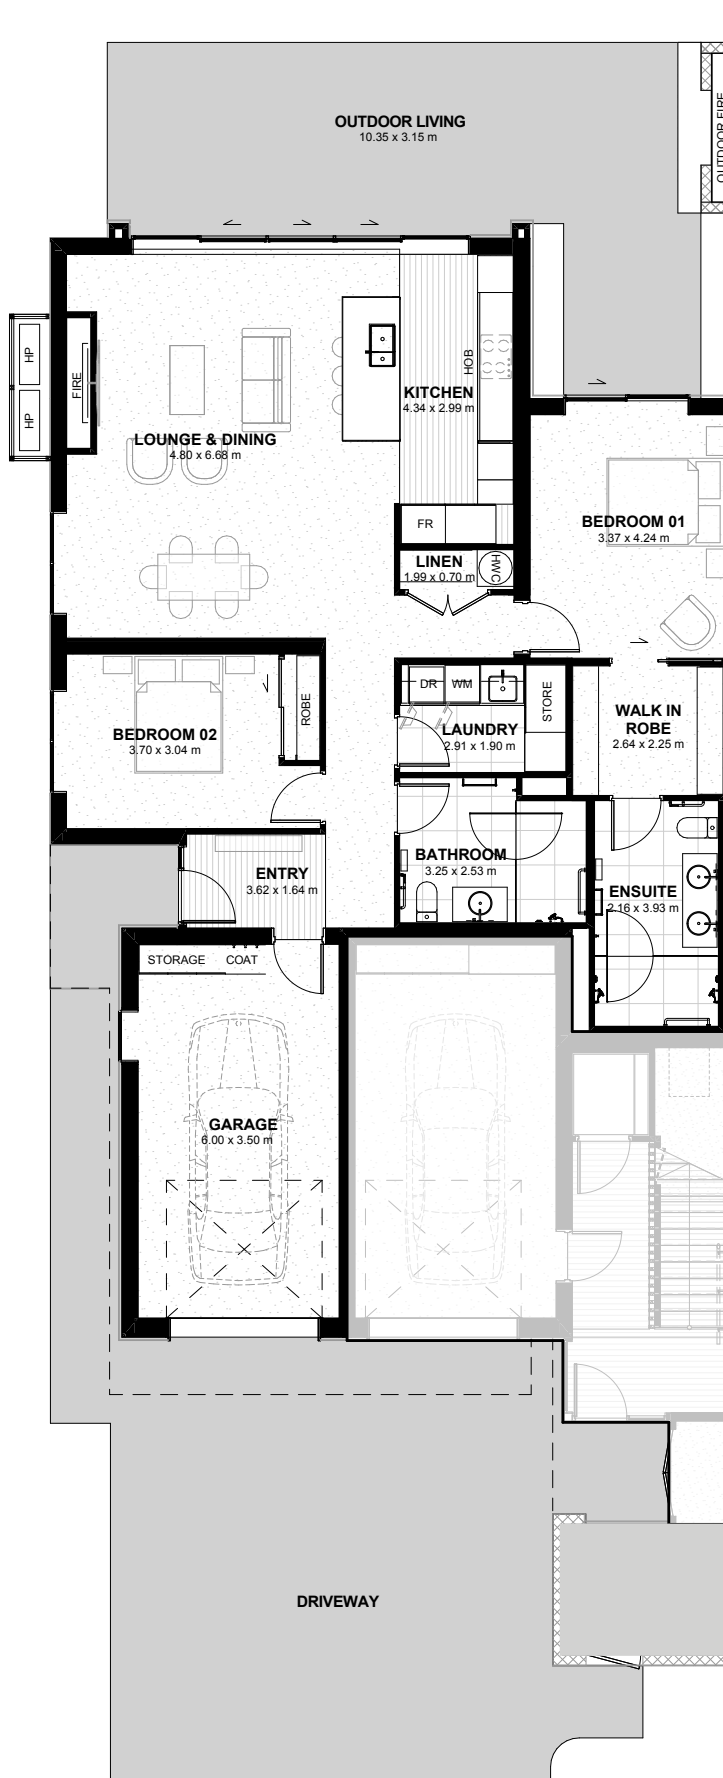 OUTDOOR LIVING
10.35 x 3.15 m
OUTDOOR FIRE
HP
HP
FIRE
HOB
KITCHEN
4.34 x 2.99 m
LOUNGE & DINING
4.80 x 6.68 m
FR
BEDROOM 01
3.37 x 4.24 m
LINEN
1.99 x 0.70 m
HWC
DR
WM
STORE
ROBE
LAUNDRY
2.91 x 1.90 m
WALK IN
ROBE
2.64 x 2.25 m
BEDROOM 02
3.70 x 3.04 m
BATHROOM
3.25 x 2.53 m
ENTRY
3.62 x 1.64 m
ENSUITE
2.16 x 3.93 m
STORAGE
COAT
GARAGE
6.00 x 3.50 m
DRIVEWAY